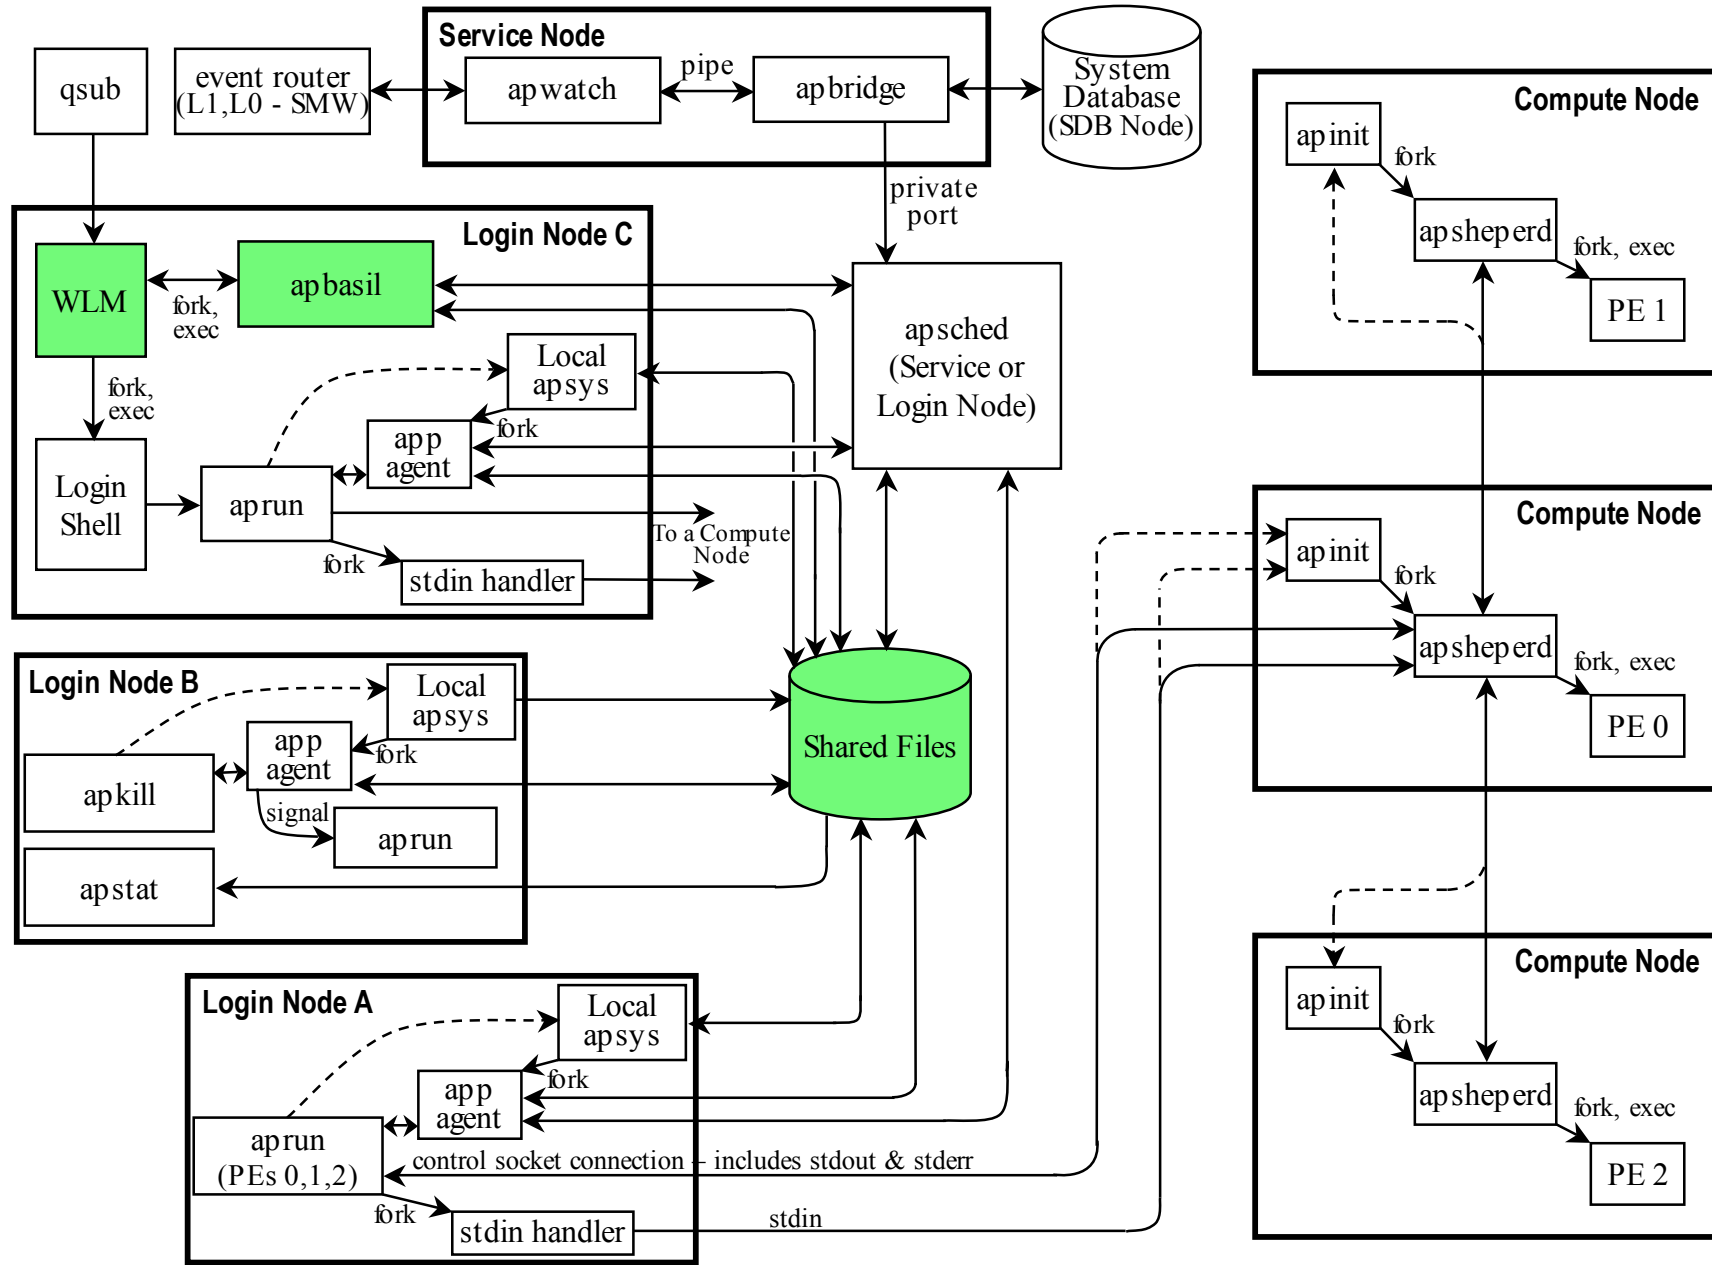 Service Node
qsub
event router
(L1,L0 - SMW)
apwatch
pipe
apbridge
System
Database
(SDB Node)
private
port
Login Node C
WLM
fork,
exec
apbasil
fork,
exec
Local
apsys
fork
app
agent
Login
Shell
aprun
fork
stdin handler
To a Compute
Node
apsched
(Service or
Login Node)
Login Node B
Local
apsys
fork
app
agent
apkill
signal
aprun
apstat
Shared Files
Login Node A
Local
apsys
fork
app
agent
aprun
(PEs 0,1,2)
control socket connection – includes stdout & stderr
fork
stdin handler
stdin
Compute Node
apinit
fork
apsheperd
fork, exec
PE 1
Compute Node
apinit
fork
apsheperd
fork, exec
PE 0
Compute Node
apinit
fork
apsheperd
fork, exec
PE 2